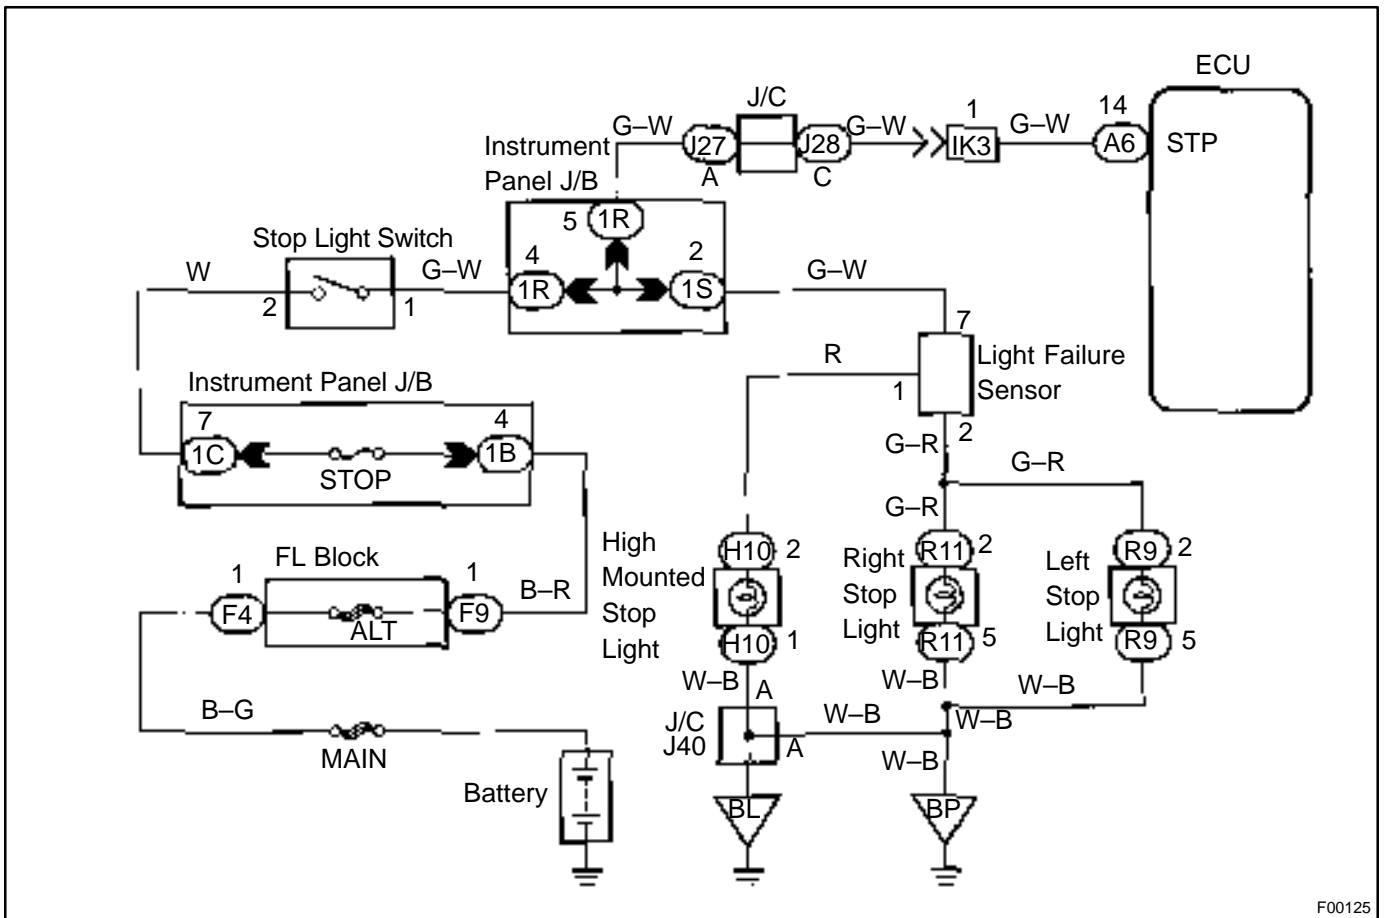 ECU
J/C
1
14
G–W
J27
J28
G–W
IK3
G–W
A6
STP
A
C
Instrument
Panel J/B
5
1R
Stop Light Switch
W
G–W
4
2
G–W
1R
1S
2
1
7
Light Failure
Sensor
R
1
2
Instrument Panel J/B
7
4
1C
1B
STOP
G–R
G–R
G–R
FL Block
1
1
B–R
F4
F9
ALT
High
Mounted
Stop
Light
H10
2
H10
1
Right
Stop
Light
R11
2
R11
5
Left
Stop
Light
R9
2
R9
5
W–B
A
W–B
W–B
B–G
MAIN
J/C
J40
A
W–B
W–B
W–B
Battery
BL
BP
F00125